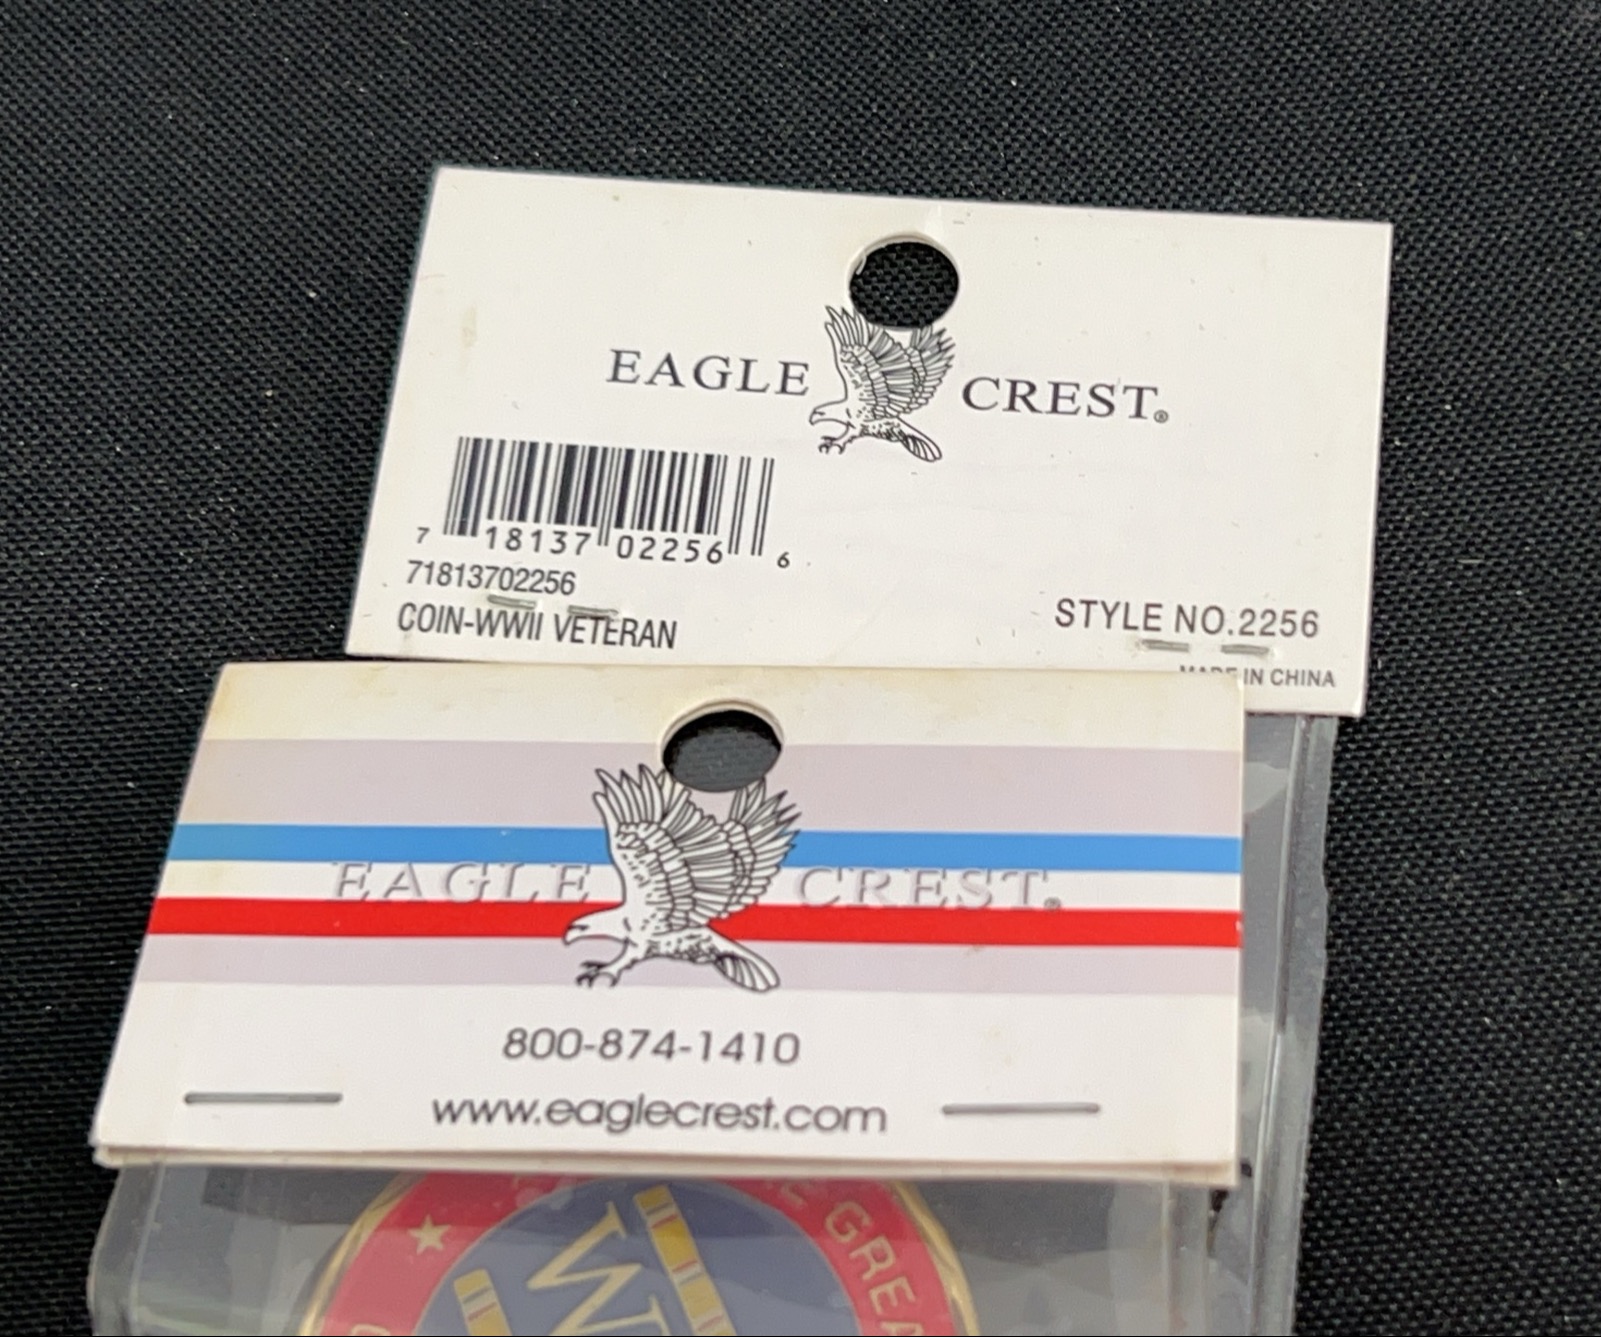 EAGLE CREST®
7 18137 02256 6
71813702256
COIN-WWII VETERAN
STYLE NO.2256
MADE IN CHINA
EAGLE CREST®
800-874-1410
www.eaglecrest.com
W